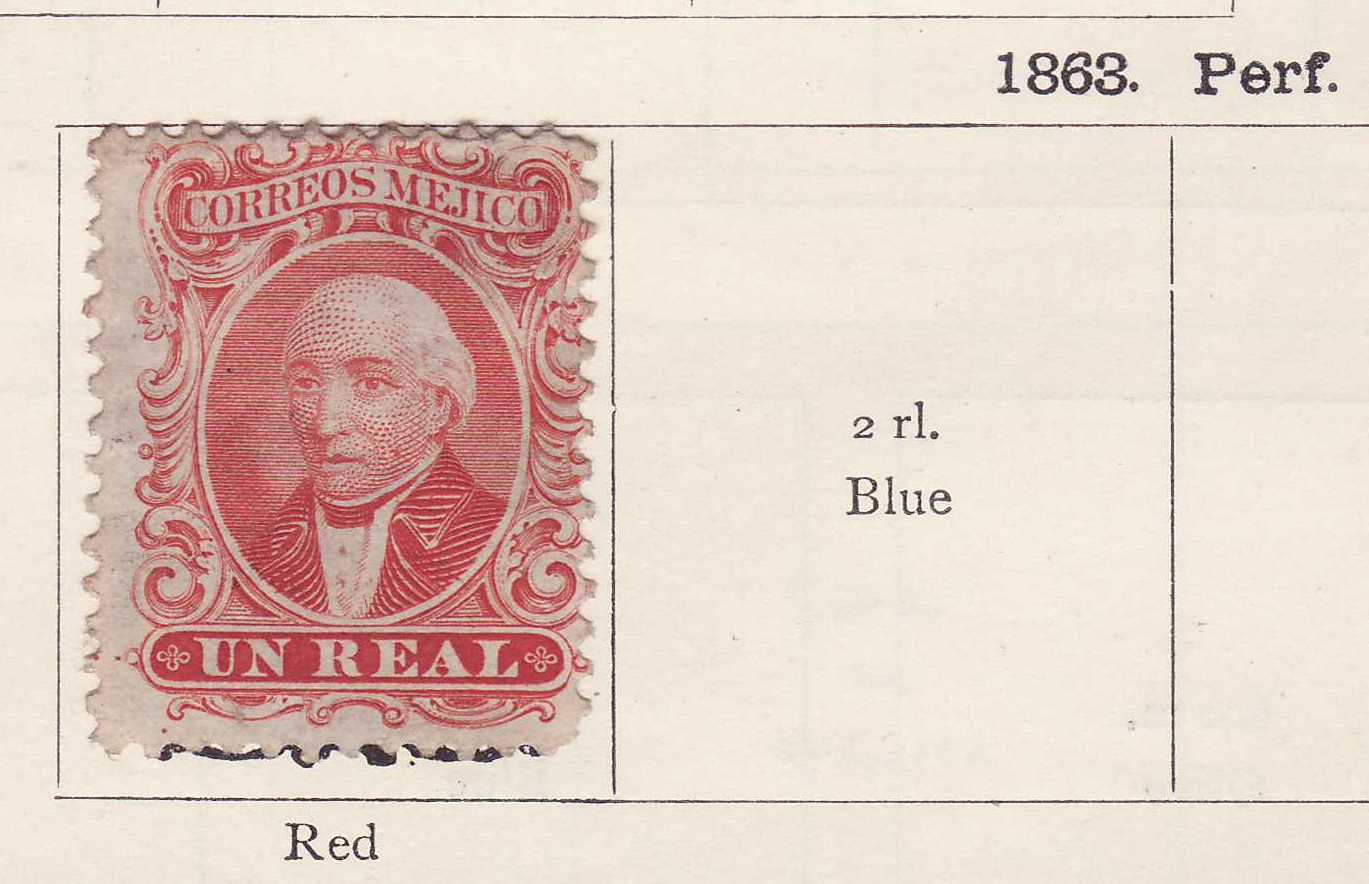 1863. Perf.
CORREOS MEJICO
UN REAL
2 rl.
Blue
Red